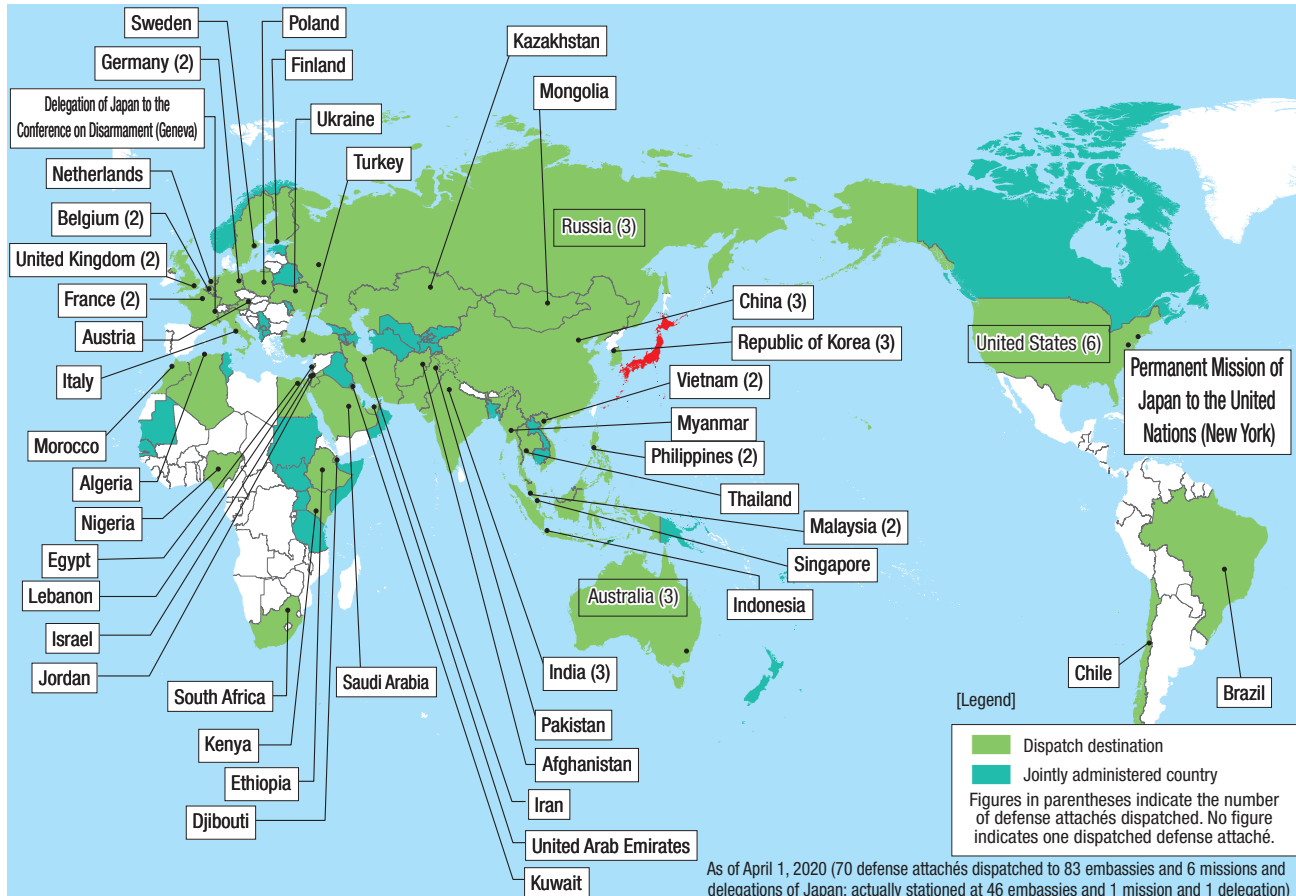 Sweden
Poland
Germany (2)
Finland
Kazakhstan
Mongolia
Delegation of Japan to the
Conference on Disarmament (Geneva)
Ukraine
Turkey
Netherlands
Belgium (2)
United Kingdom (2)
France (2)
Austria
Italy
Morocco
Algeria
Nigeria
Egypt
Lebanon
Israel
Jordan
South Africa
Kenya
Ethiopia
Djibouti
Saudi Arabia
Russia (3)
China (3)
Republic of Korea (3)
Vietnam (2)
Myanmar
Philippines (2)
Thailand
Malaysia (2)
Singapore
Indonesia
Australia (3)
India (3)
Pakistan
Afghanistan
Iran
United Arab Emirates
Kuwait
United States (6)
Permanent Mission of
Japan to the United
Nations (New York)
Chile
Brazil
[Legend]
Dispatch destination
Jointly administered country
Figures in parentheses indicate the number
of defense attachés dispatched. No figure
indicates one dispatched defense attaché.
As of April 1, 2020 (70 defense attachés dispatched to 83 embassies and 6 missions and
delegations of Japan; actually stationed at 46 embassies and 1 mission and 1 delegation)